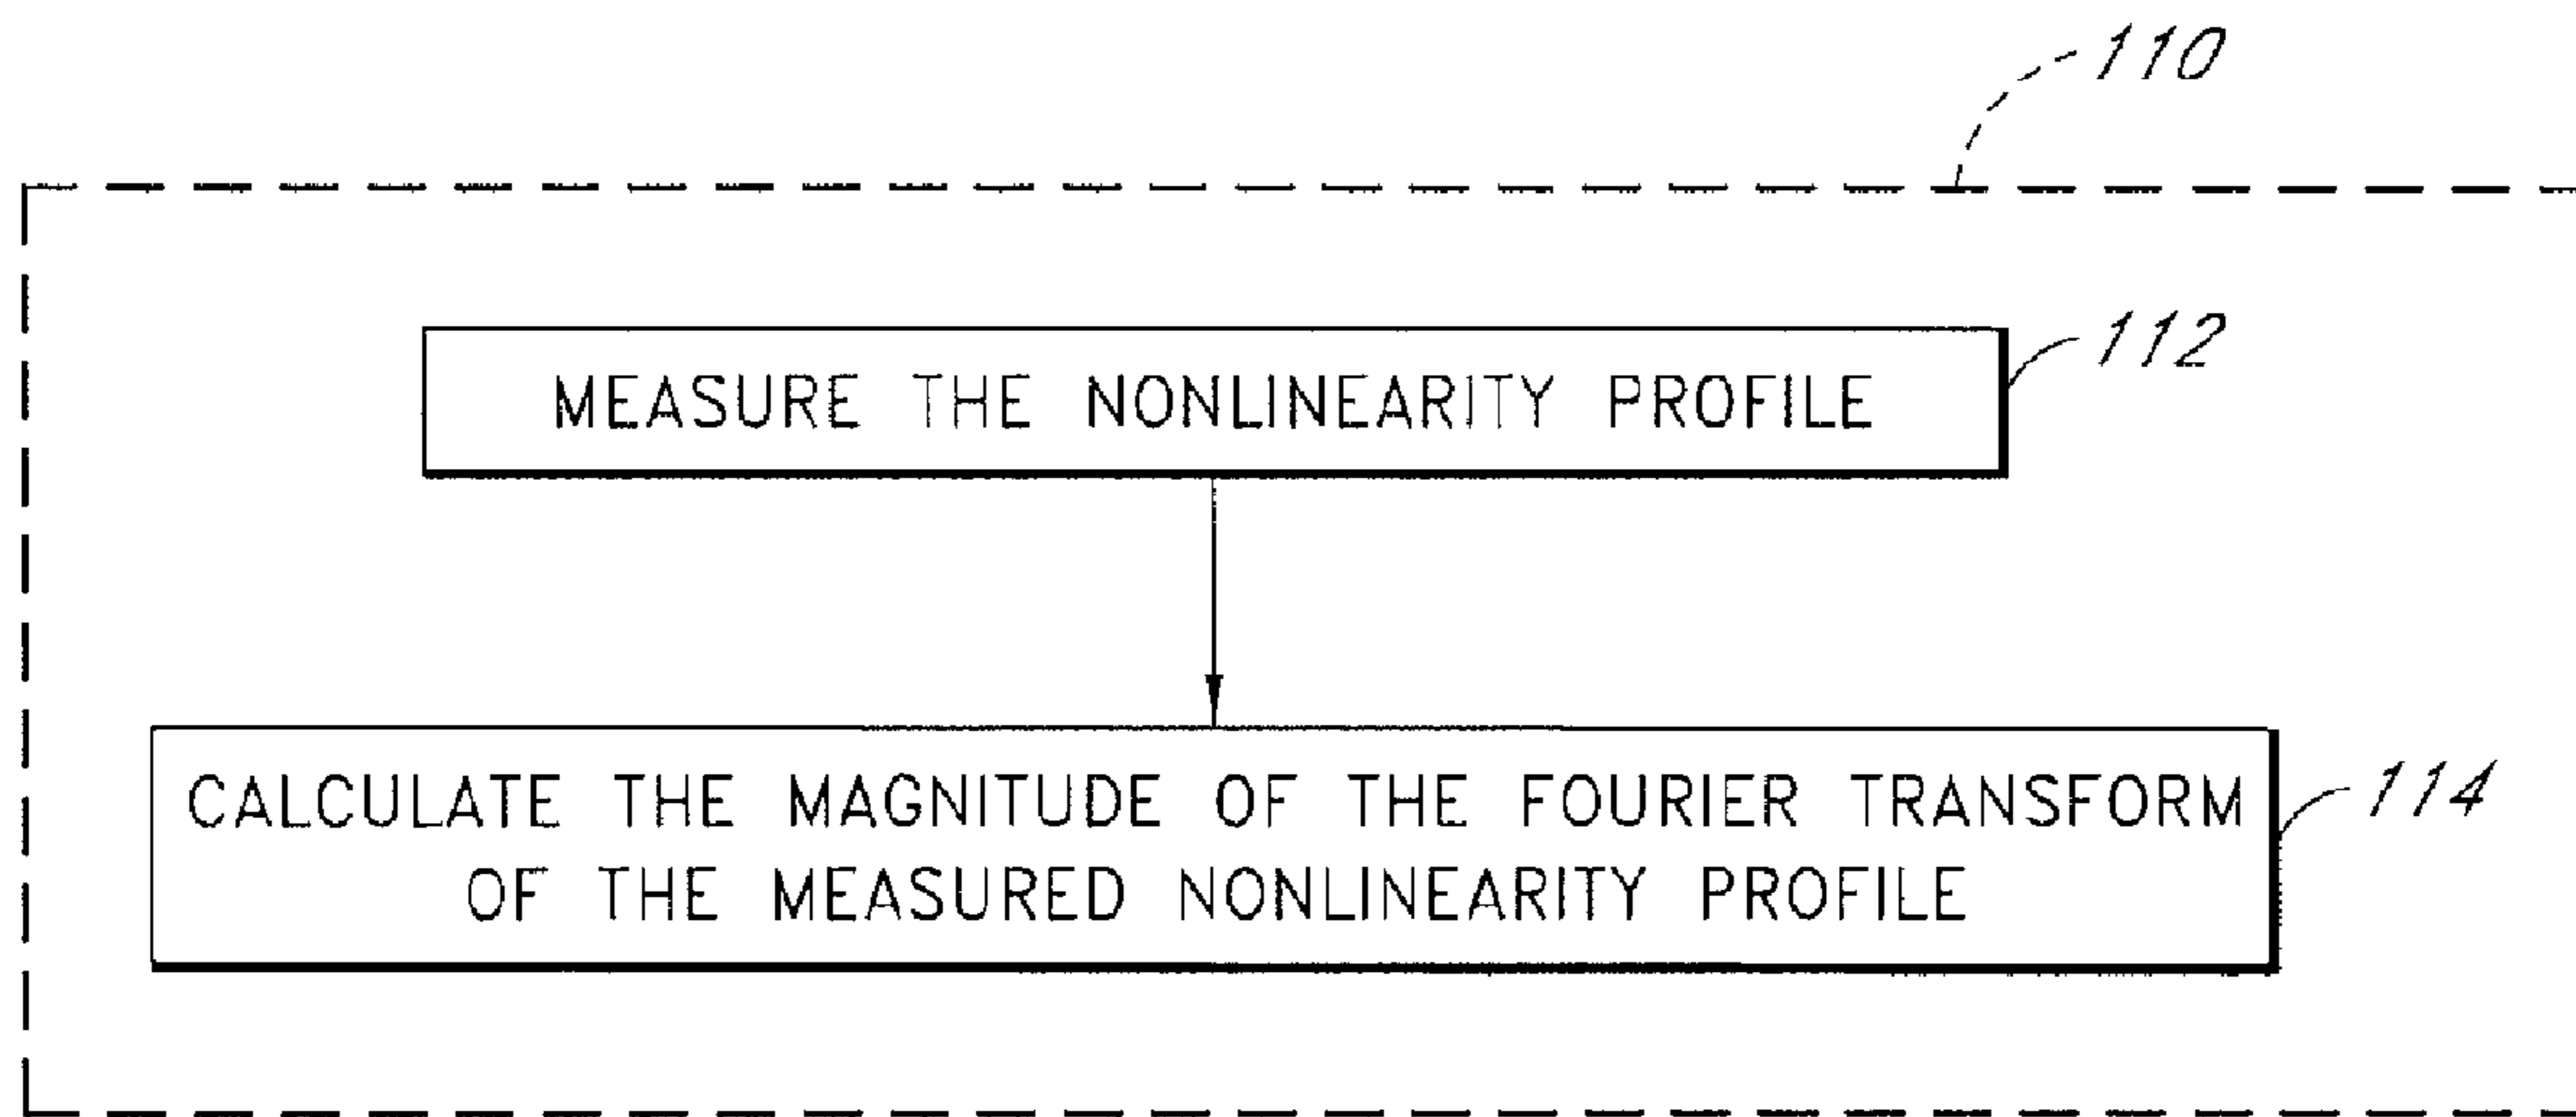 110
MEASURE THE NONLINEARITY PROFILE
112
CALCULATE THE MAGNITUDE OF THE FOURIER TRANSFORM
OF THE MEASURED NONLINEARITY PROFILE
114